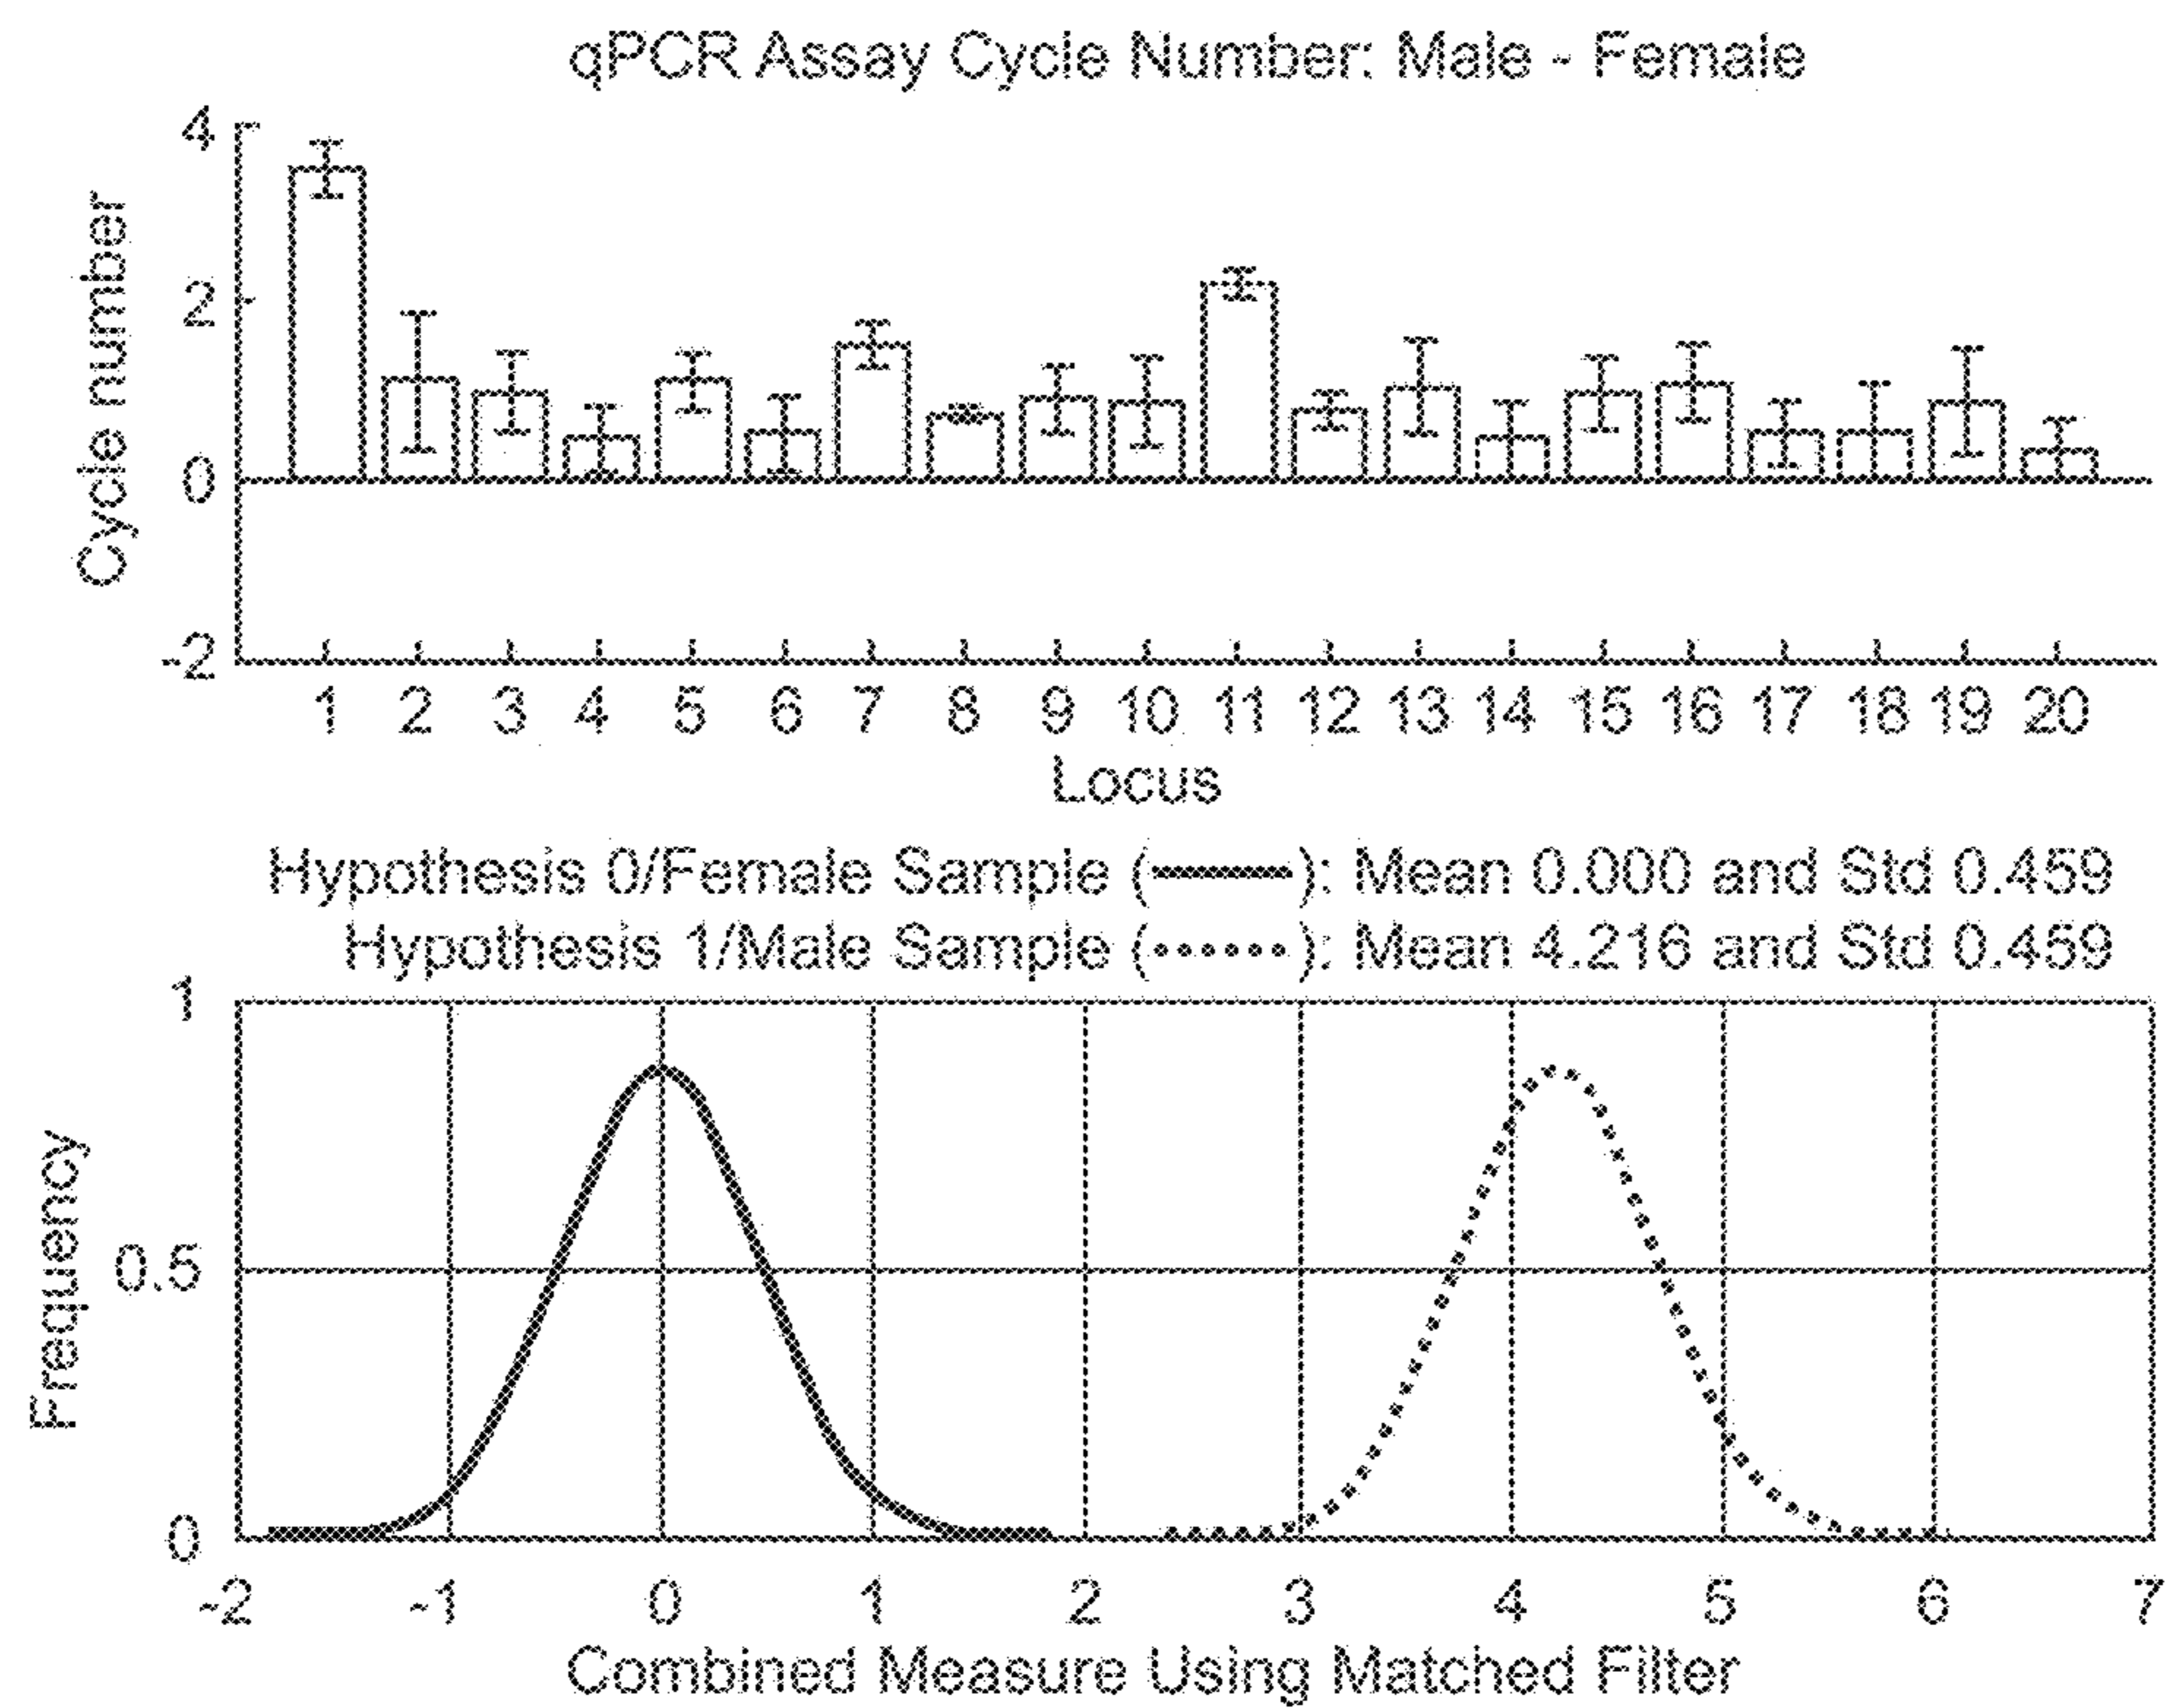 qPCR Assay Cycle Number: Male - Female
4
2
0
-2
Cycle number
1 2 3 4 5 6 7 8 9 10 11 12 13 14 15 16 17 18 19 20
Locus
Hypothesis 0/Female Sample (): Mean 0.000 and Std 0.459
Hypothesis 1/Male Sample (......): Mean 4.216 and Std 0.459
1
0.5
0
Frequency
-2 -1 0 1 2 3 4 5 6 7
Combined Measure Using Matched Filter